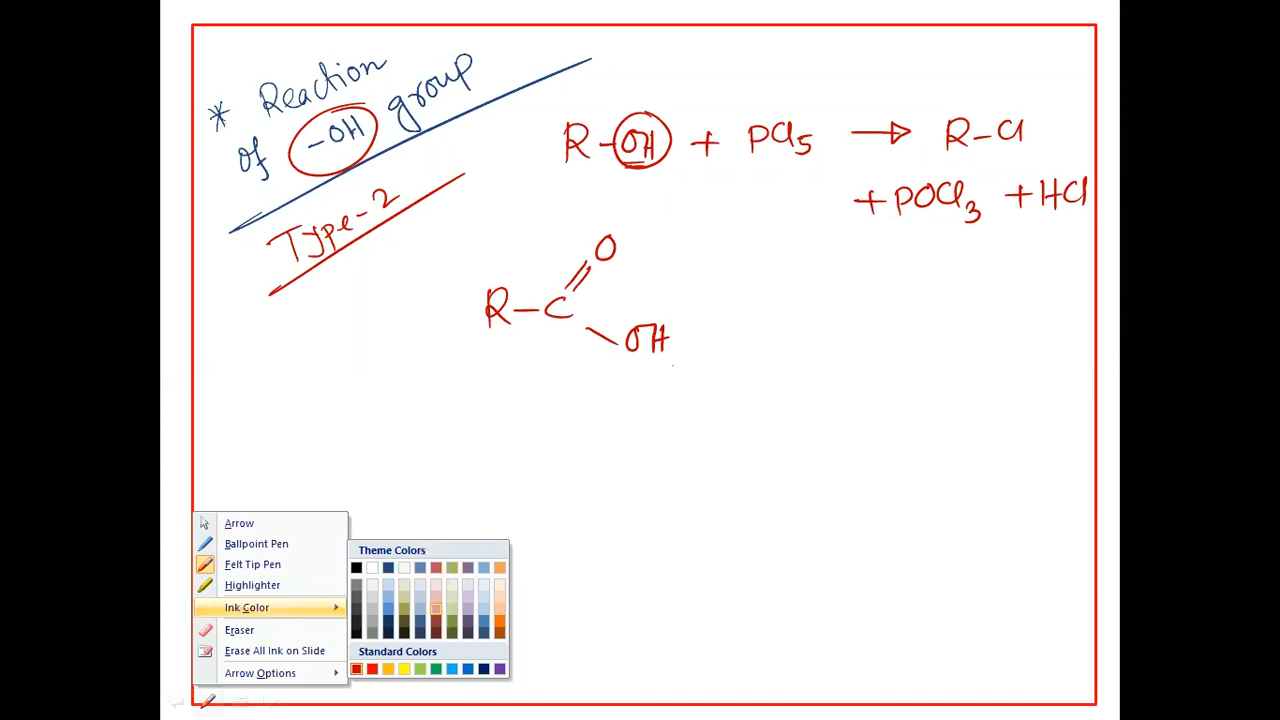 * Reaction
of -OH group
Type-2
R-OH + PCl5 → R-Cl
+ POCl3 + HCl
O
R-C
OH
Arrow
Ballpoint Pen
Felt Tip Pen
Highlighter
Ink Color
Eraser
Erase All Ink on Slide
Arrow Options
Theme Colors
Standard Colors